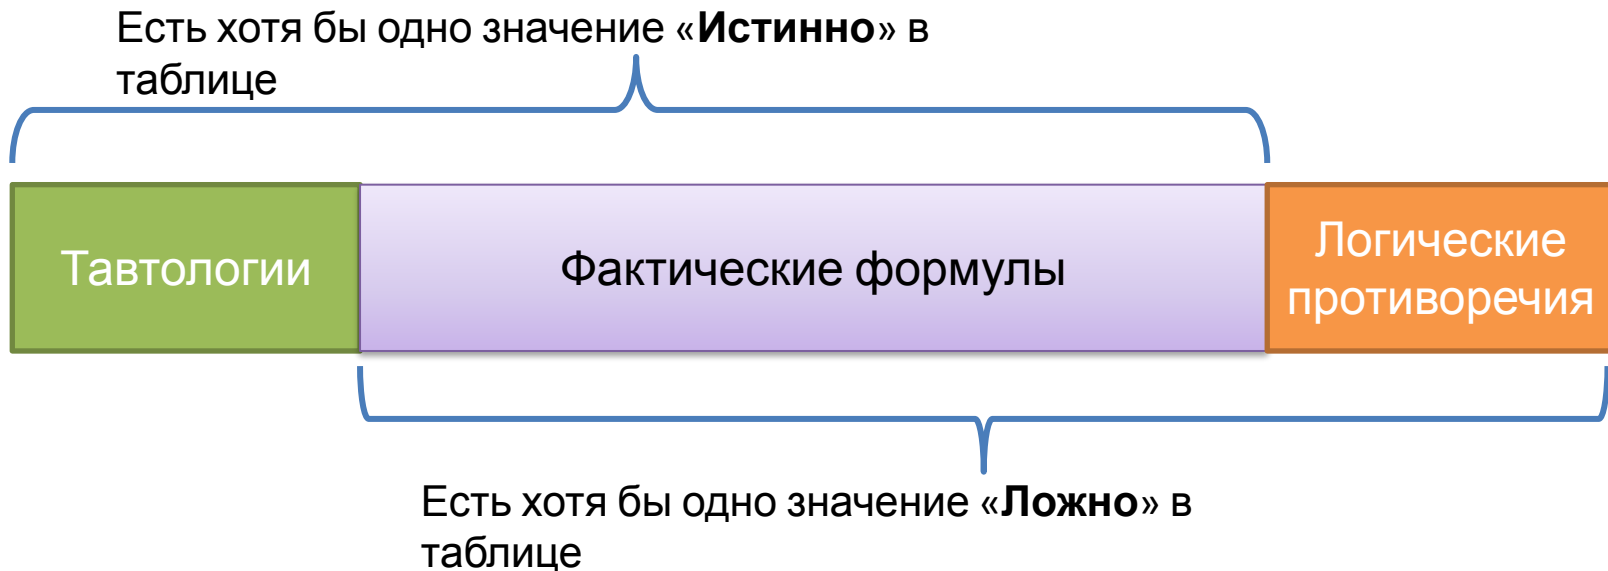 Есть хотя бы одно значение «Истинно» в
таблице
Тавтологии
Фактические формулы
Логические
противоречия
Есть хотя бы одно значение «Ложно» в
таблице